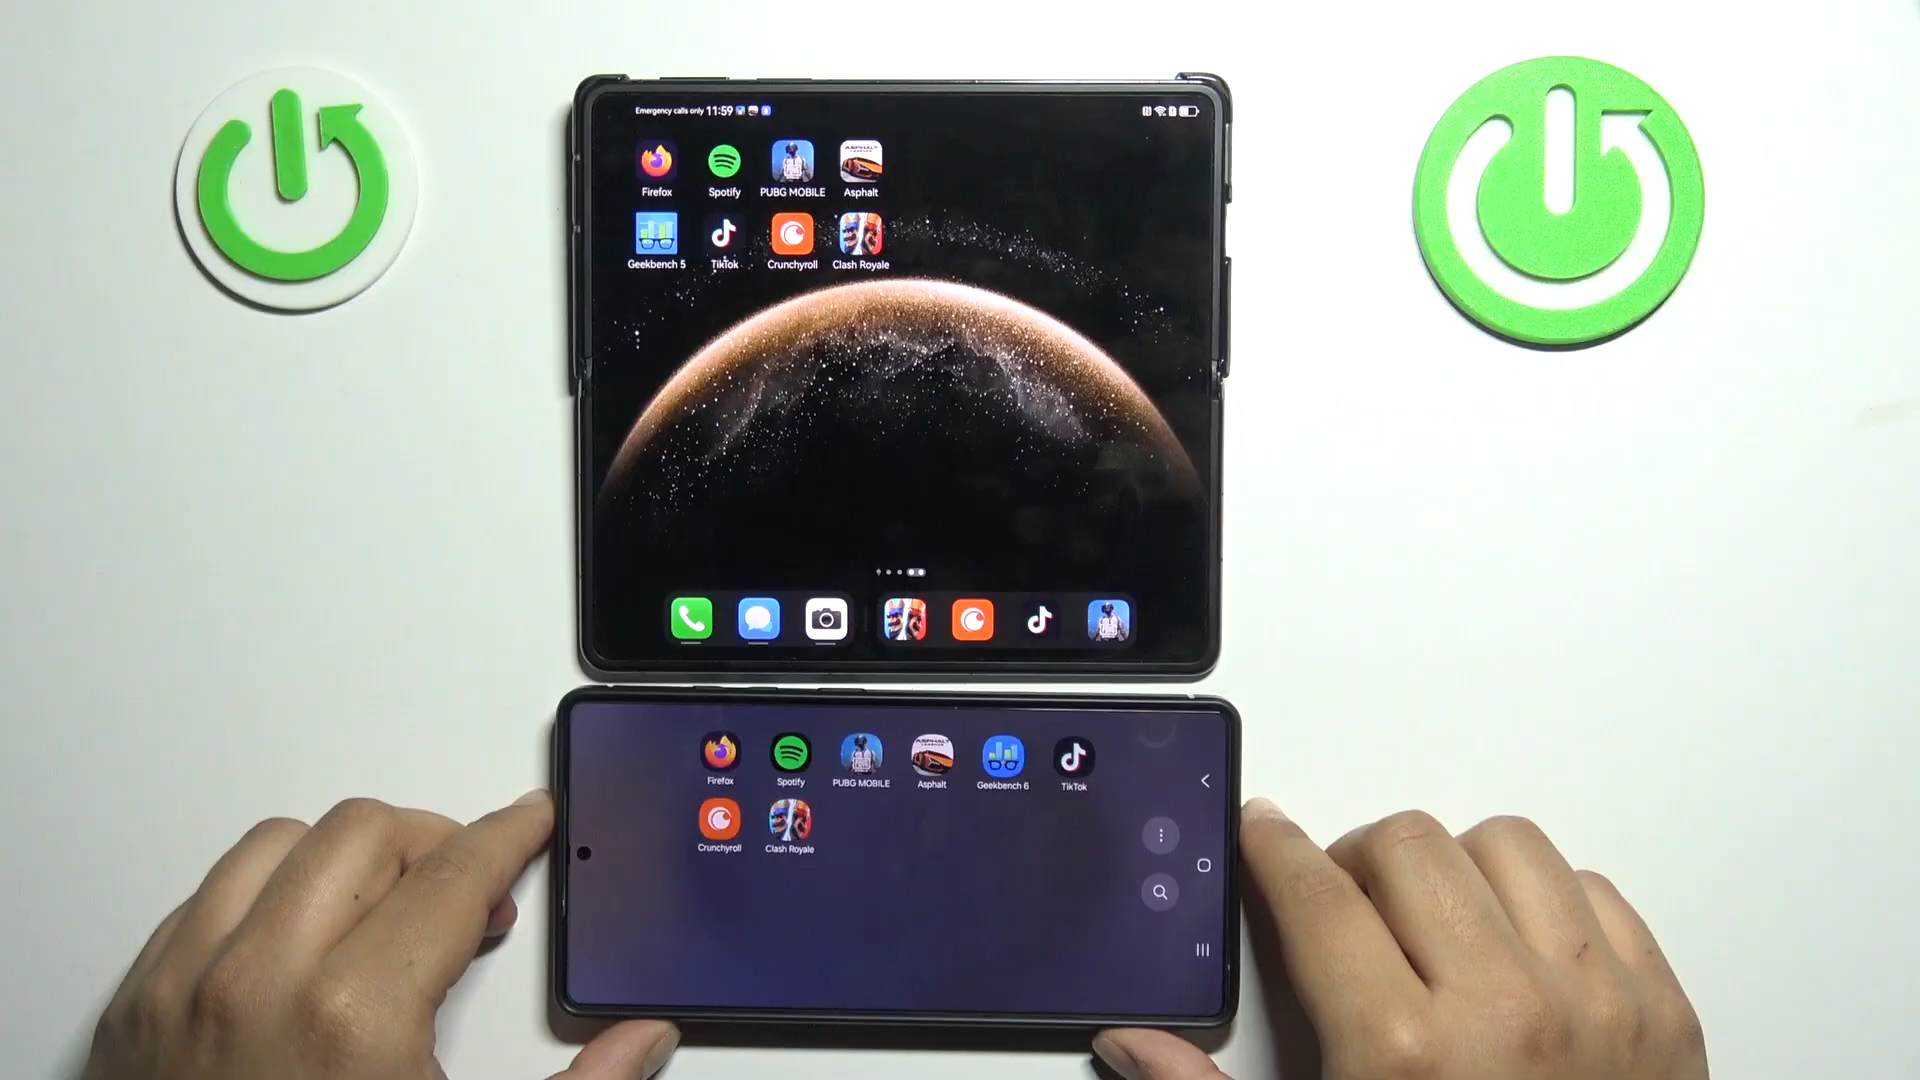 Emergency calls only 11:59
Firefox Spotify PUBG MOBILE Asphalt
Geekbench 5 TikTok Crunchyroll Clash Royale
Firefox Spotify PUBG MOBILE Asphalt Geekbench 6 TikTok
Crunchyroll Clash Royale